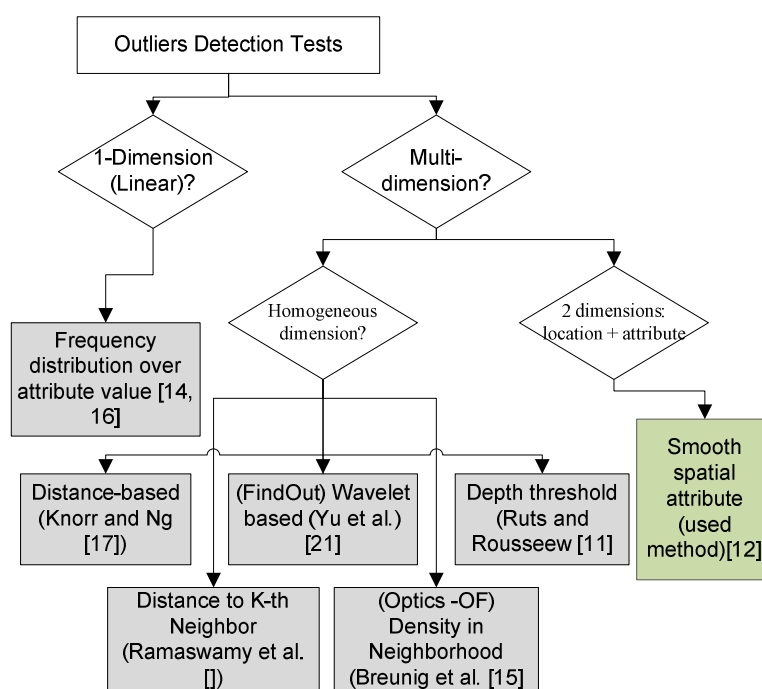 Outliers Detection Tests
1-Dimension
(Linear)?
Multi-
dimension?
Homogeneous
dimension?
2 dimensions:
location + attribute
Frequency
distribution over
attribute value [14,
16]
Smooth
spatial
attribute
(used
method)[12]
Distance-based
(Knorr and Ng
[17])
(FindOut) Wavelet
based (Yu et al.)
[21]
Depth threshold
(Ruts and
Rousseew [11]
Distance to K-th
Neighbor
(Ramaswamy et al.
[])
(Optics -OF)
Density in
Neighborhood
(Breunig et al. [15]